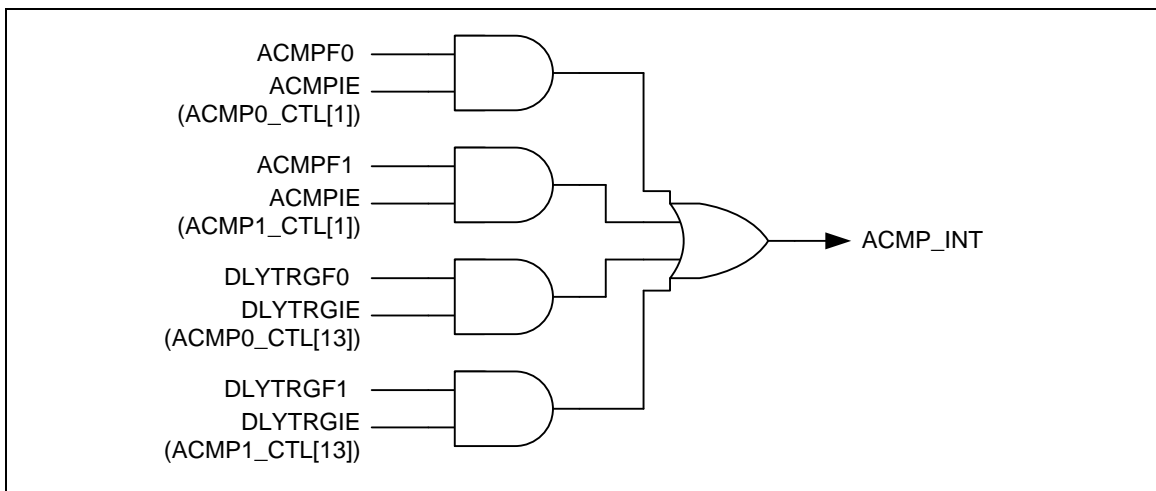 ACMPF0
ACMPIE
(ACMP0_CTL[1])
ACMPF1
ACMPIE
(ACMP1_CTL[1])
DLYTRGF0
DLYTRGIE
(ACMP0_CTL[13])
DLYTRGF1
DLYTRGIE
(ACMP1_CTL[13])
ACMP_INT